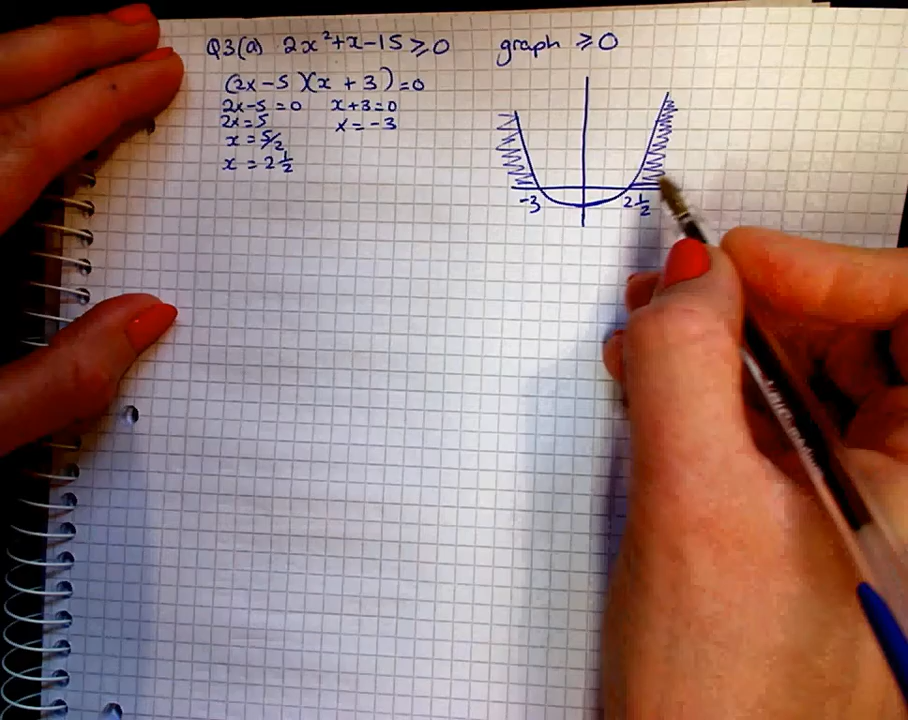 Q3(a) 2x²+x-15 ≥ 0
(2x-5)(x+3)=0
2x-5=0 x+3=0
2x=5 x=-3
x=5/2
x=2½
graph ≥0
-3 2½